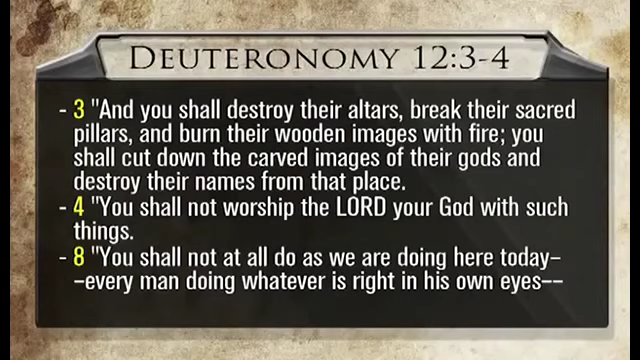 DEUTERONOMY 12:3-4
- 3 "And you shall destroy their altars, break their sacred
pillars, and burn their wooden images with fire; you
shall cut down the carved images of their gods and
destroy their names from that place.
- 4 "You shall not worship the LORD your God with such
things.
- 8 "You shall not at all do as we are doing here today–
–every man doing whatever is right in his own eyes––